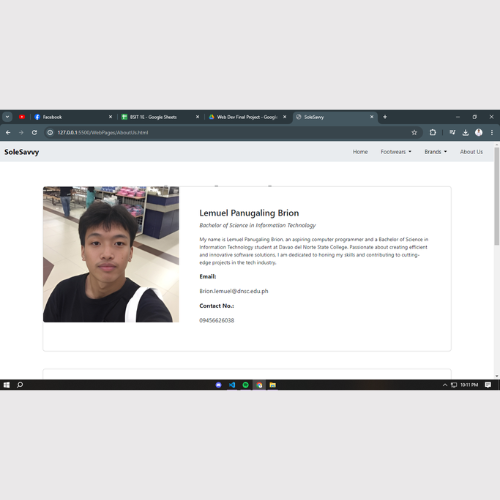 Facebook
BSIT 1E - Google Sheets
Web Dev Final Project - Google
SoleSavvy
127.0.0.1:5500/WebPages/AboutUs.html
SoleSavvy
Home
Footwears
Brands
About Us
Lemuel Panugaling Brion
Bachelor of Science in Information Technology
My name is Lemuel Panugaling Brion, an aspiring computer programmer and a Bachelor of Science in
Information Technology student at Davao del Norte State College. Passionate about creating efficient
and innovative software solutions, I am dedicated to honing my skills and contributing to cutting-
edge projects in the tech industry.
Email:
Brion.lemuel@dnsc.edu.ph
Contact No.:
09456626038
10:11 PM